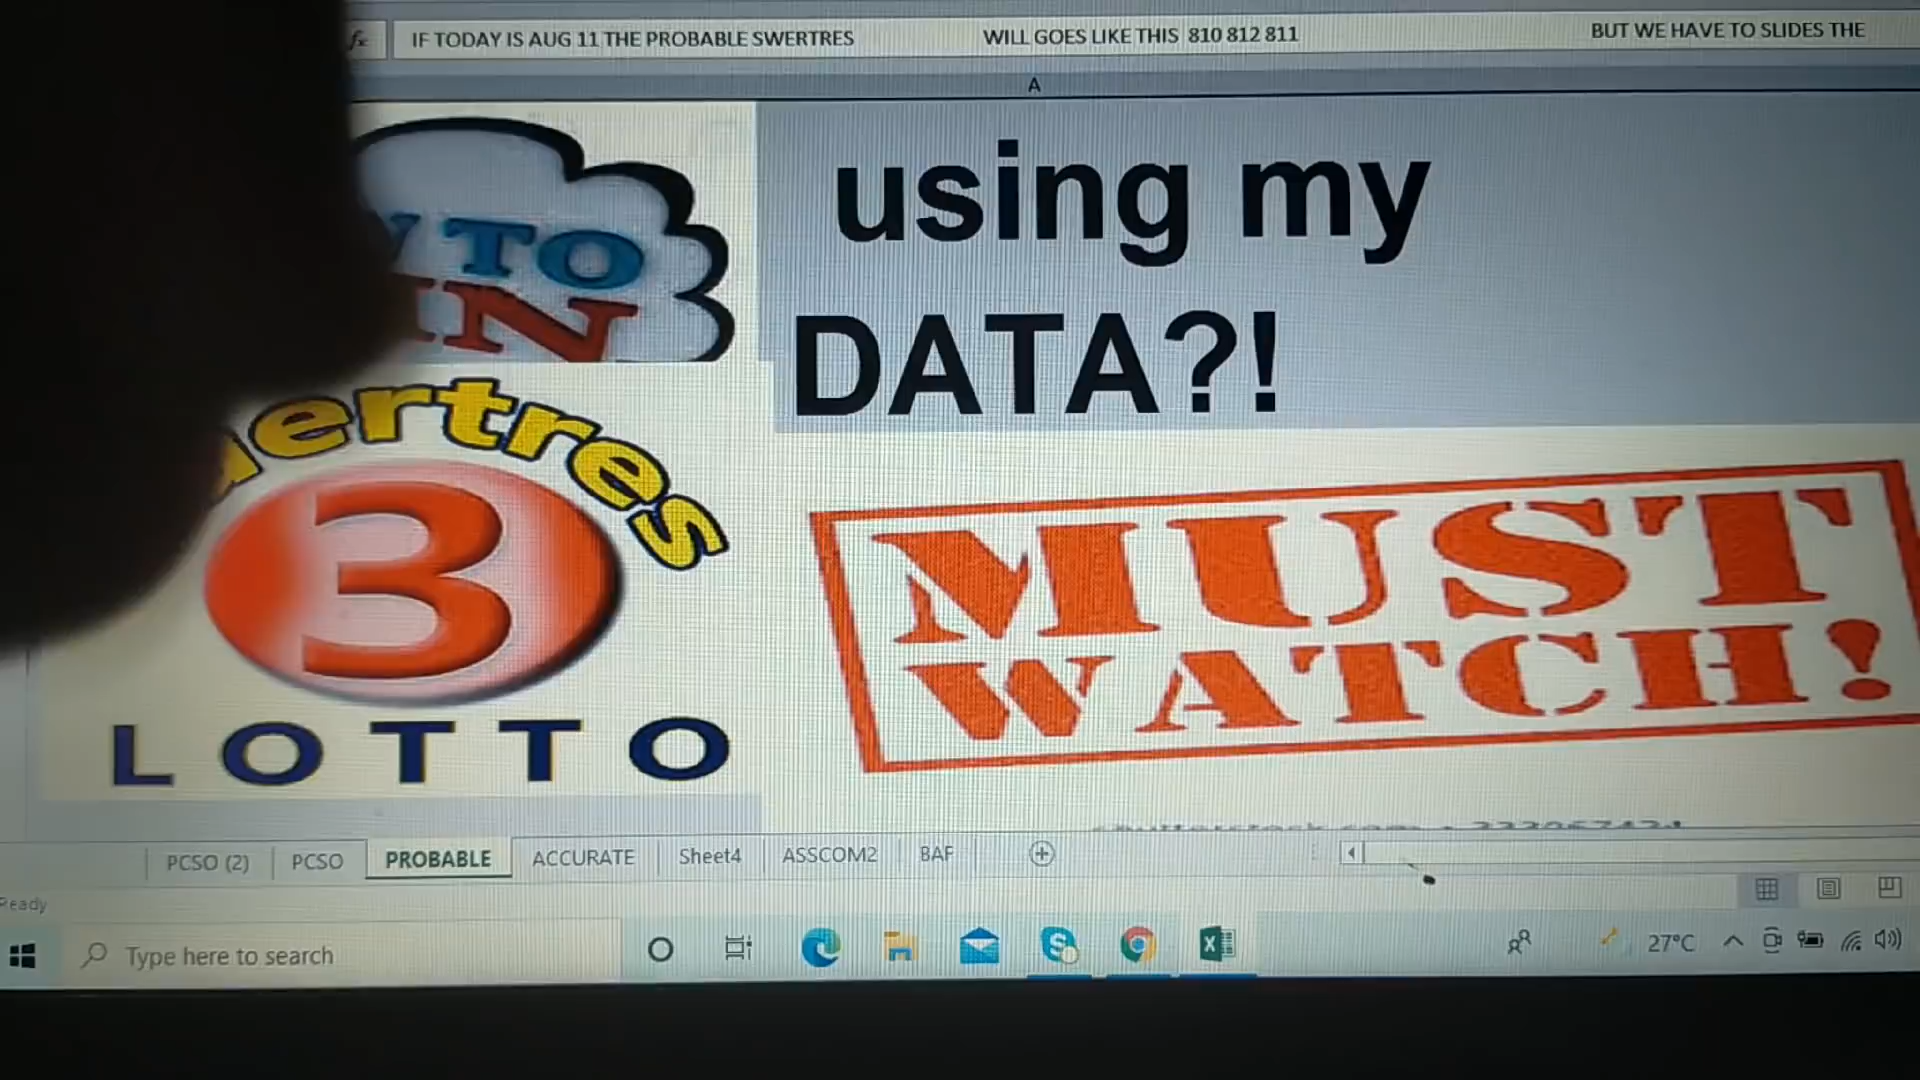 IF TODAY IS AUG 11 THE PROBABLE SWERTRES WILL GOES LIKE THIS 810 812 811 BUT WE HAVE TO SLIDES THE
A
using my
DATA?!
TO
3
LOTTO
MUST
WATCH!
PCSO (2) PCSO PROBABLE ACCURATE Sheet4 ASSCOM2 BAF
Ready
Type here to search
27°C